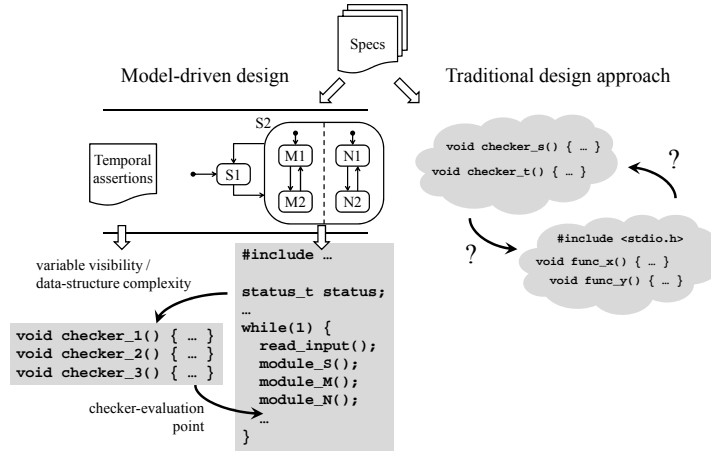 Specs
Model-driven design
Traditional design approach
S2
Temporal
assertions
S1
M1
N1
M2
N2
void checker_s() { … }
void checker_t() { … }
?
?
#include <stdio.h>
void func_x() { … }
void func_y() { … }
variable visibility /
data-structure complexity
#include …
status_t status;
…
while(1) {
read_input();
module_S();
module_M();
module_N();
…
}
void checker_1() { … }
void checker_2() { … }
void checker_3() { … }
checker-evaluation
point